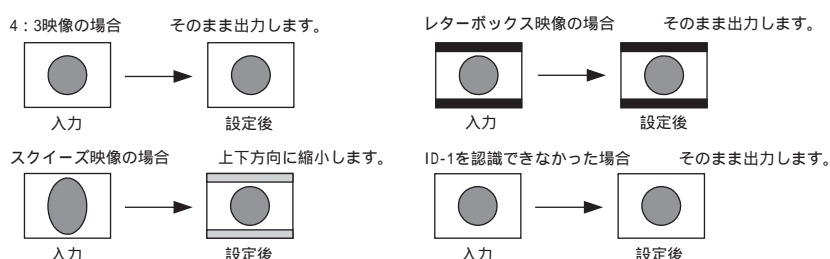 4：3映像の場合　そのまま出力します。
入力　設定後
レターボックス映像の場合　そのまま出力します。
入力　設定後
スクイーズ映像の場合　上下方向に縮小します。
入力　設定後
ID-1を認識できなかった場合　そのまま出力します。
入力　設定後